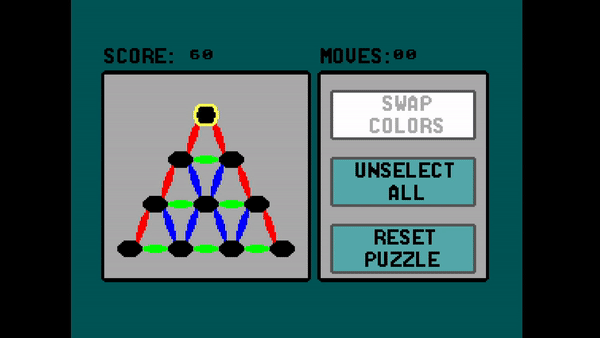 SCORE: 60
MOVES:00
SWAP
COLORS
UNSELECT
ALL
RESET
PUZZLE